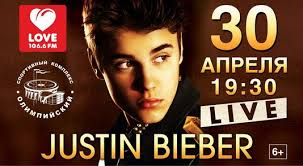 LOVE
106.6 FM
СПОРТИВНЫЙ КОМПЛЕКС
ОЛИМПИЙСКИЙ
30
АПРЕЛЯ
19:30
LIVE
JUSTIN BIEBER
6+